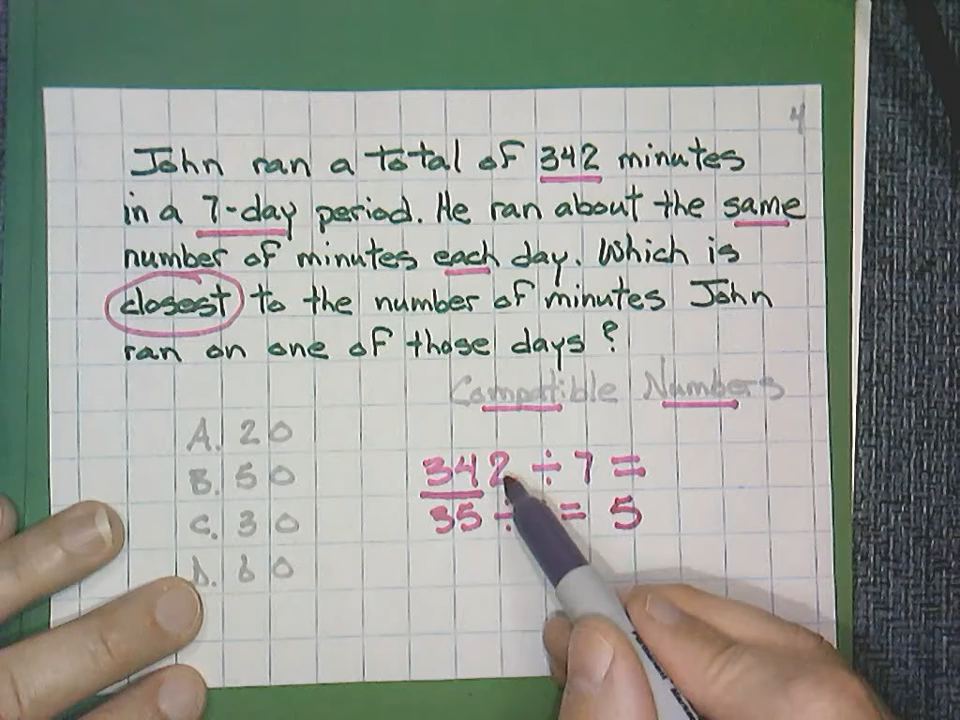 4
John ran a total of 342 minutes
in a 7-day period. He ran about the same
number of minutes each day. Which is
closest to the number of minutes John
ran on one of those days?
Compatible Numbers
A. 20
B. 50
C. 30
D. 60
342 ÷ 7 =
35 ÷ = 5